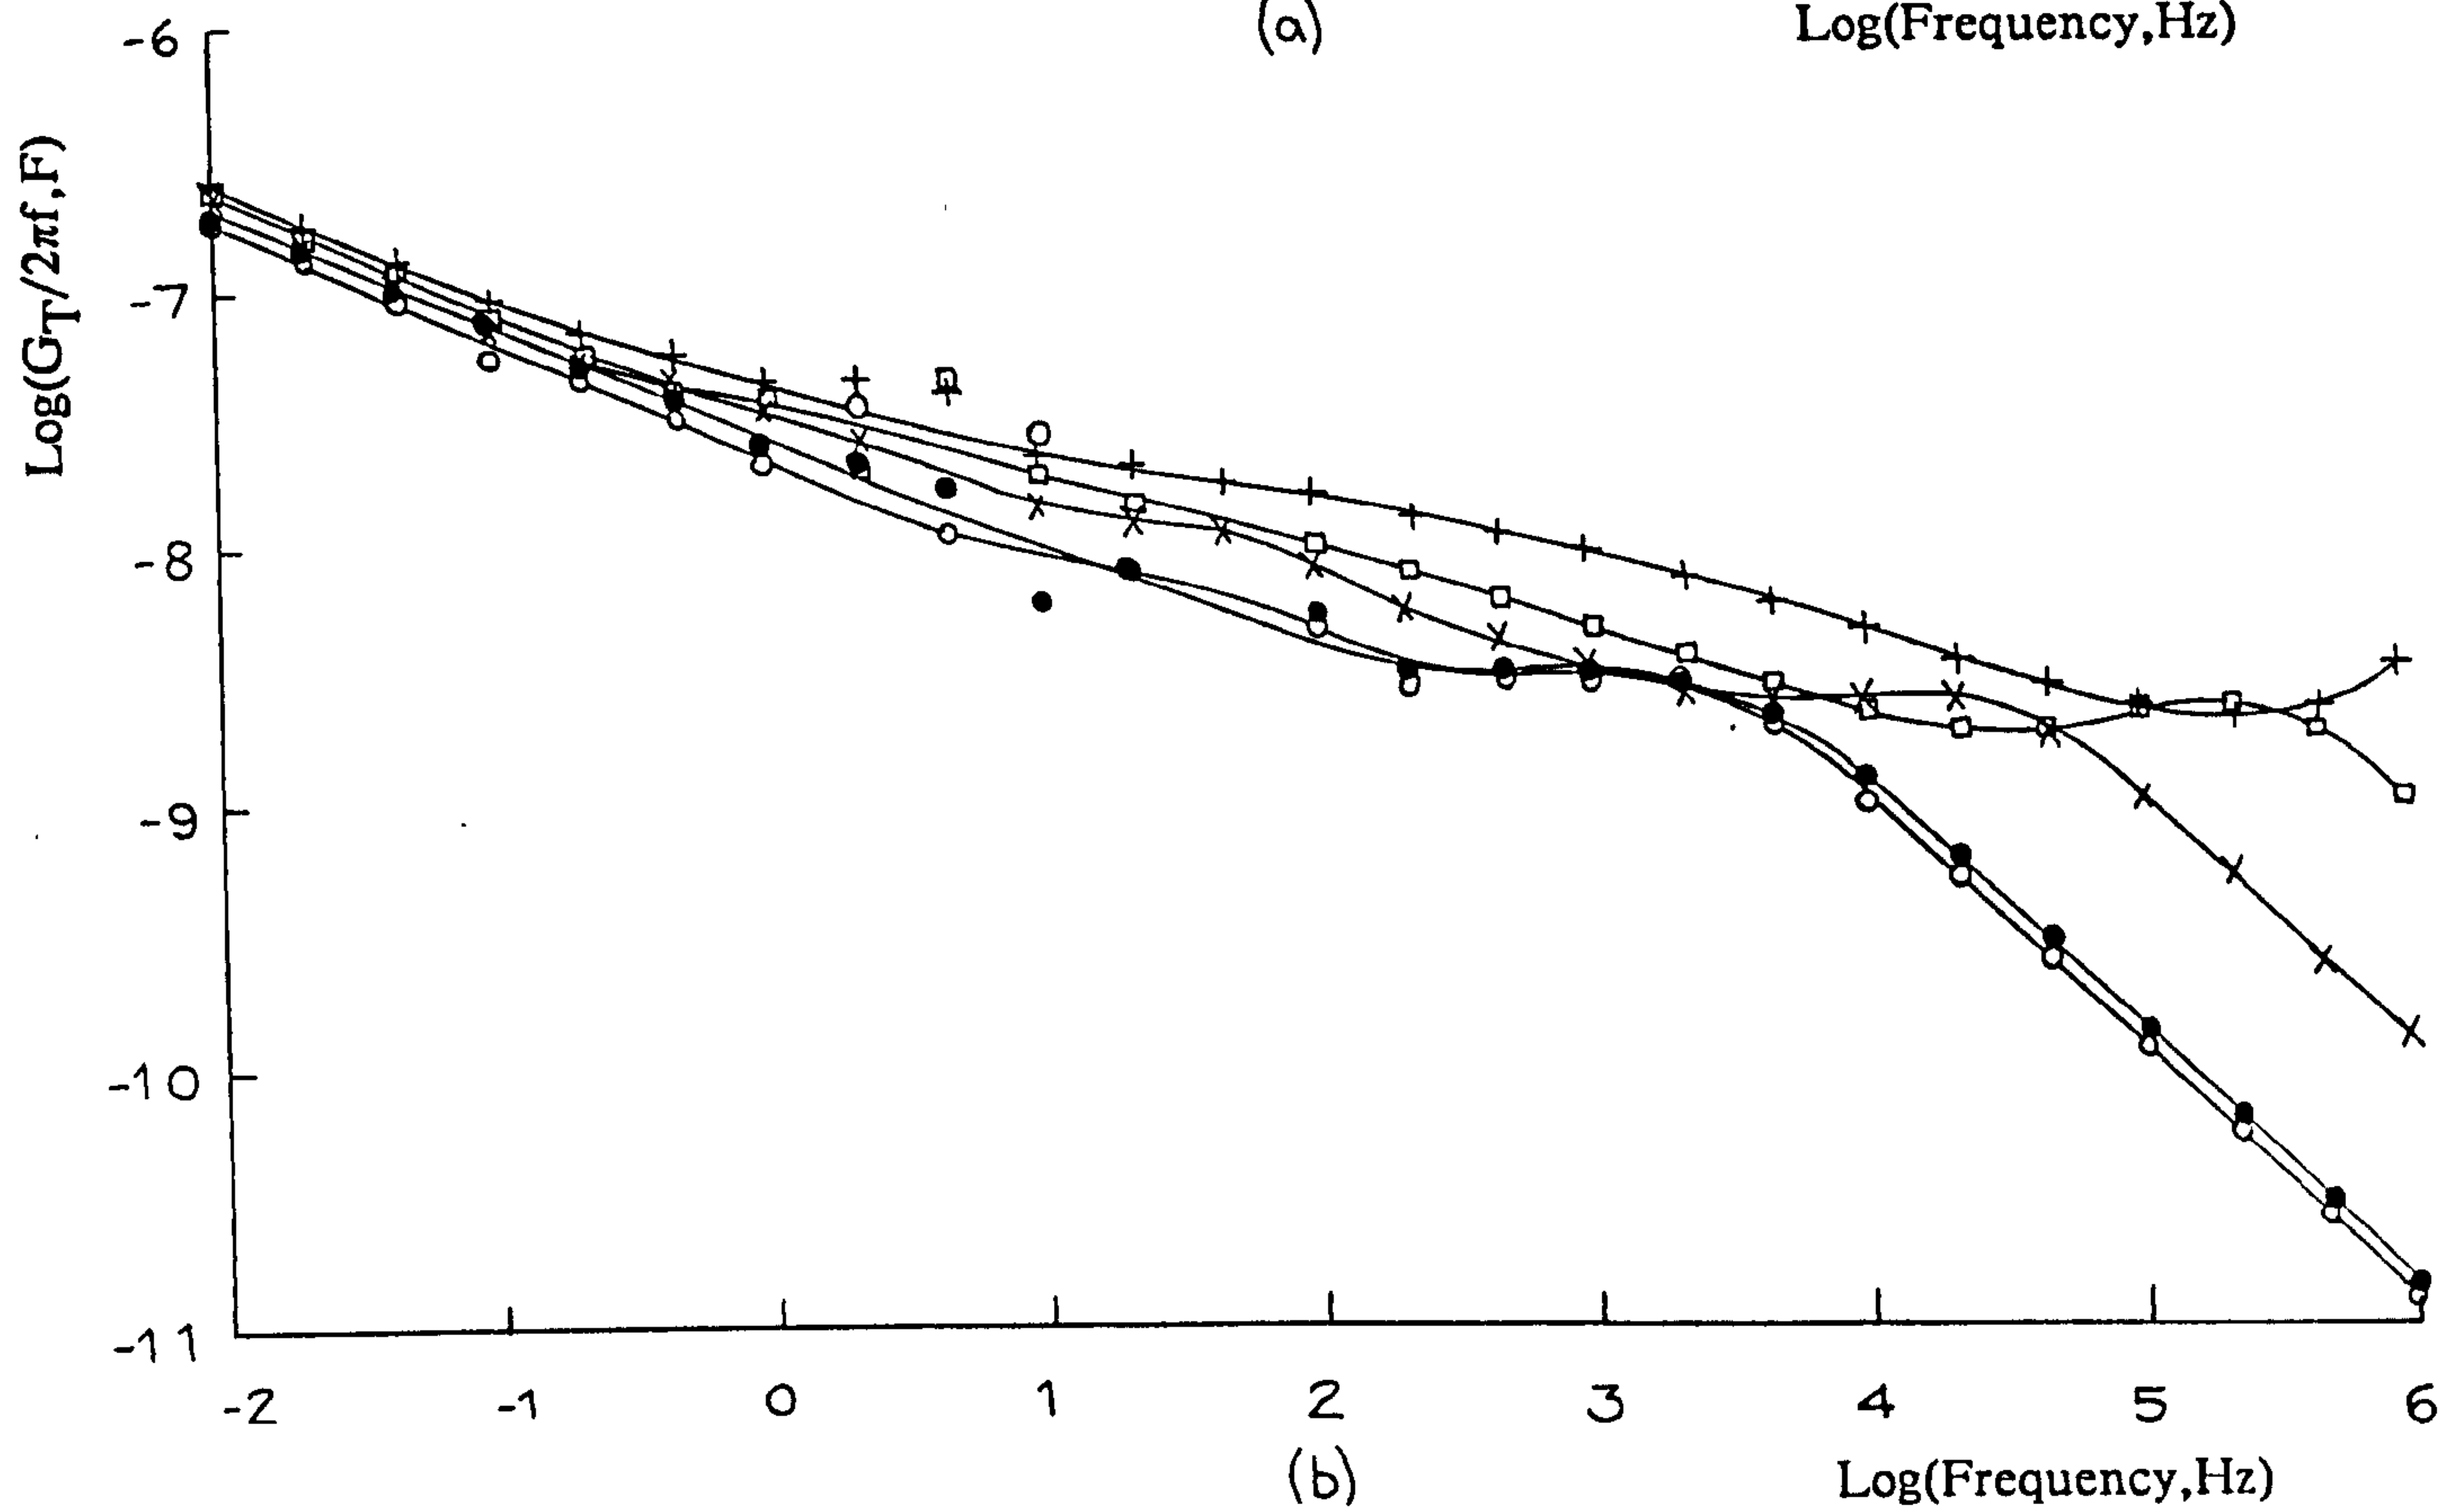 (a) Log(Frequency,Hz)
-6
-7
-8
-9
-10
-11
Log(G_T/2πf,F)
-2 -1 0 1 2 3 4 5 6
(b) Log(Frequency,Hz)